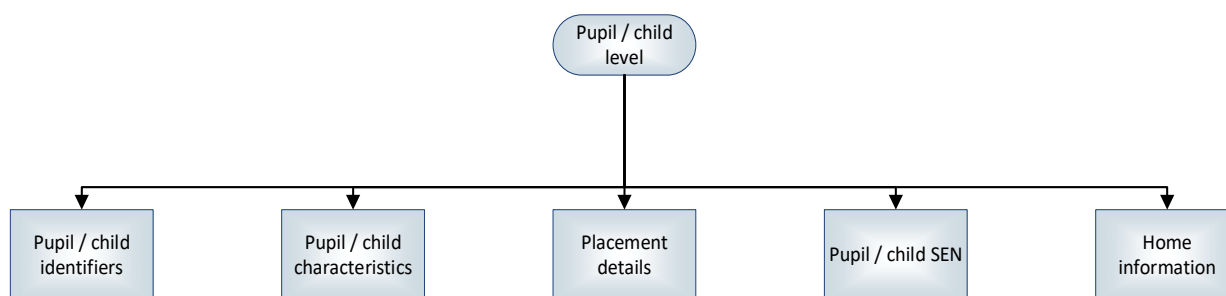 Pupil / child
level
Pupil / child
identifiers
Pupil / child
characteristics
Placement
details
Pupil / child SEN
Home
information